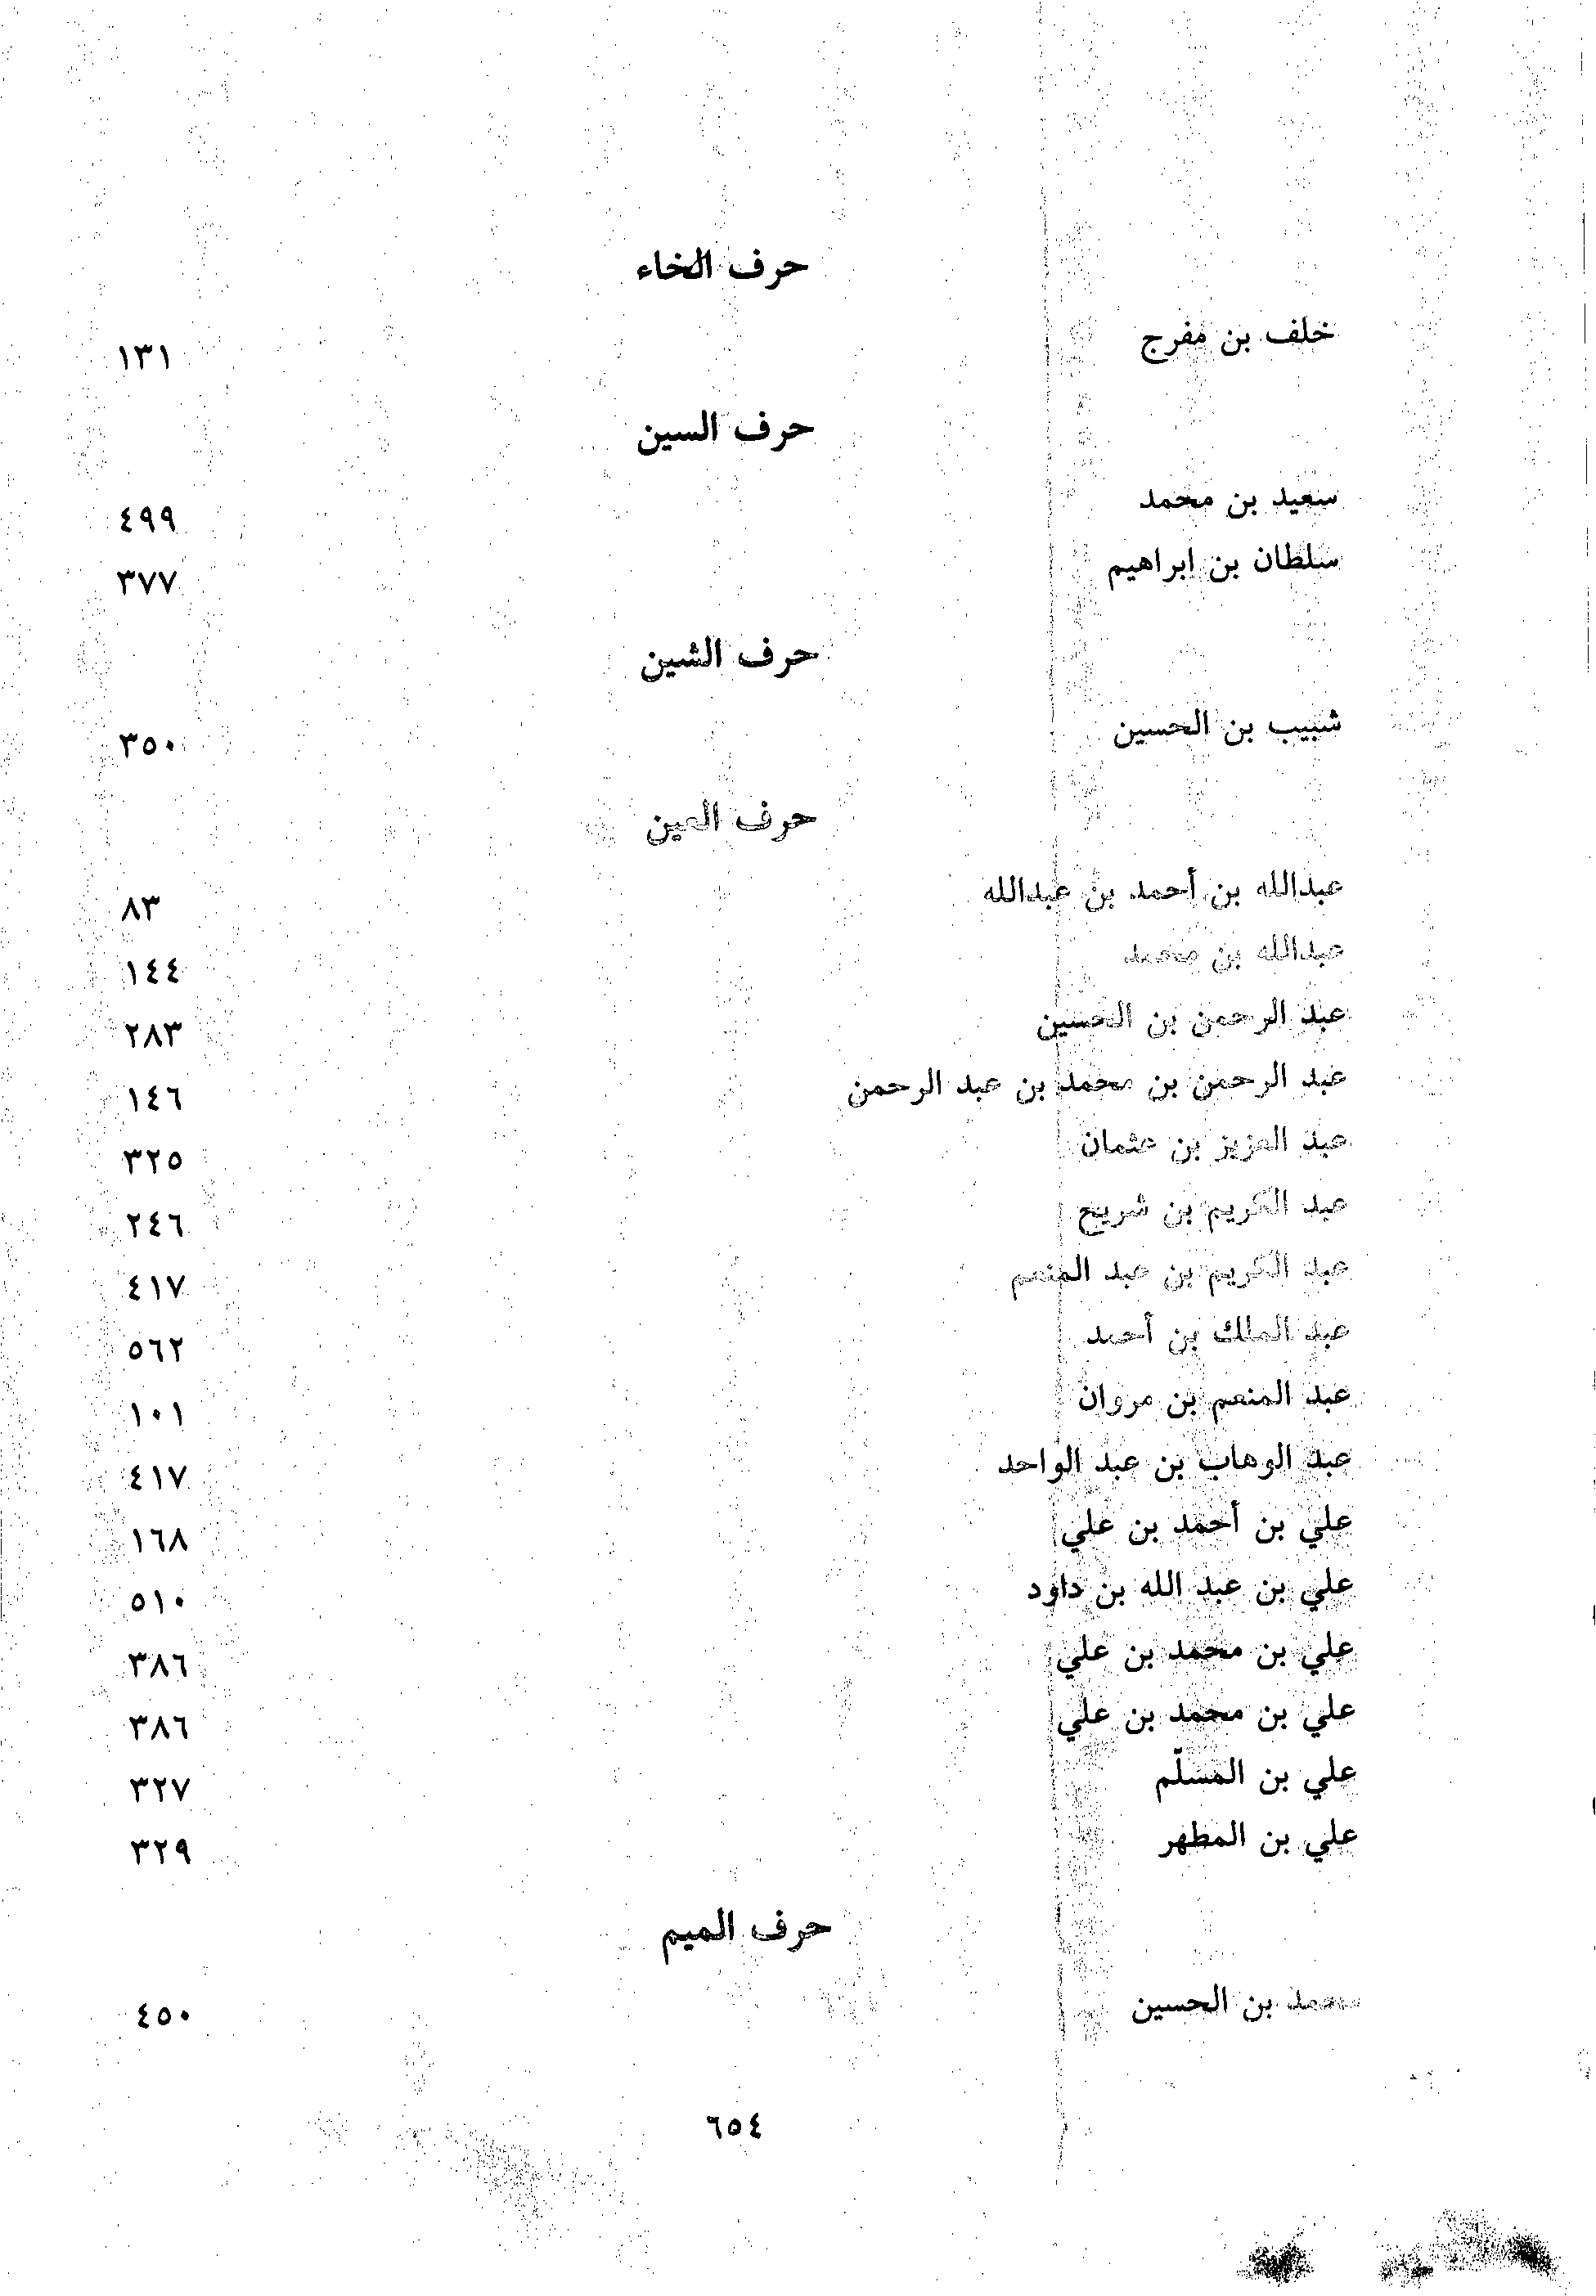 حرف الخاء
خلف بن مفرج ١٣١
حرف السين
سعيد بن محمد ٤٩٩
سلطان بن ابراهيم ٣٧٧
حرف الشين
شبيب بن الحسين ٣٥٠
حرف العين
عبدالله بن أحمد بن عبدالله ٨٣
عبدالله بن محمد ١٤٤
عبد الرحمن بن الحسين ٢٨٣
عبد الرحمن بن محمد بن عبد الرحمن ١٤٦
عبد العزيز بن عثمان ٣٢٥
عبد الكريم بن شريح ٢٤٦
عبد الكريم بن عبد المنعم ٤١٧
عبد الملك بن أحمد ٥٦٢
عبد المنعم بن مروان ١٠١
عبد الوهاب بن عبد الواحد ٤١٧
علي بن أحمد بن علي ١٦٨
علي بن عبد الله بن داود ٥١٠
علي بن محمد بن علي ٣٨٦
علي بن محمد بن علي ٣٨٦
علي بن المسلّم ٣٢٧
علي بن المطهر ٣٢٩
حرف الميم
محمد بن الحسين ٤٥٠
٦٥٤